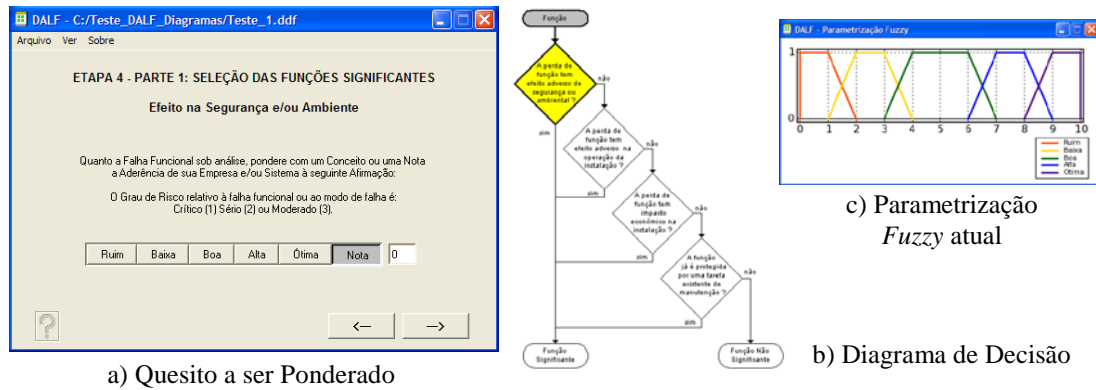 DALF - C:/Teste_DALF_Diagramas/Teste_1.ddf
Arquivo Ver Sobre
ETAPA 4 - PARTE 1: SELEÇÃO DAS FUNÇÕES SIGNIFICANTES
Efeito na Segurança e/ou Ambiente
Quanto a Falha Funcional sob análise, pondere com um Conceito ou uma Nota
a Aderência de sua Empresa e/ou Sistema à seguinte Afirmação:
O Grau de Risco relativo à falha funcional ou ao modo de falha é:
Crítico (1) Sério (2) ou Moderado (3).
Ruim Baixa Boa Alta Ótima Nota 0
? <-- -->
a) Quesito a ser Ponderado
Função
A perda de
função tem
efeito adverso de
segurança ou
ambiental ?
não
sim
A perda de
função tem
efeito adverso na
operação da
instalação ?
não
sim
A perda de
função tem
impacto
econômico na
instalação ?
não
sim
A função
já é protegida
por uma tarefa
existente de
manutenção ?
não
sim
Função
Significante
Função Não
Significante
b) Diagrama de Decisão
DALF - Parametrização Fuzzy
1
0
0 1 2 3 4 5 6 7 8 9 10
Ruim
Baixa
Boa
Alta
Otima
c) Parametrização
Fuzzy atual